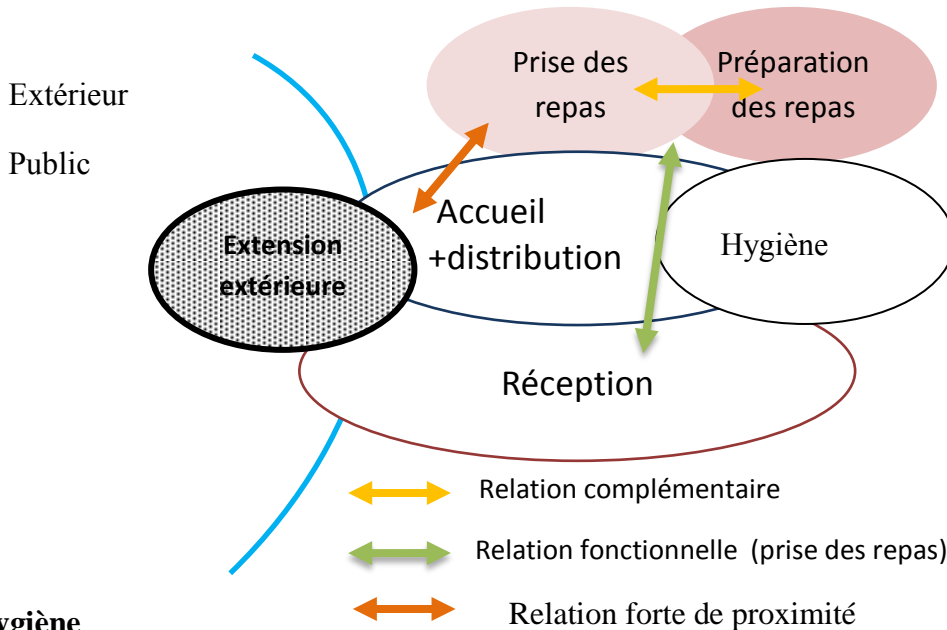 Extérieur
Public
Prise des
repas
Préparation
des repas
Accueil
+distribution
Extension
extérieure
Hygiène
Réception
Relation complémentaire
Relation fonctionnelle (prise des repas)
Relation forte de proximité
ygiène